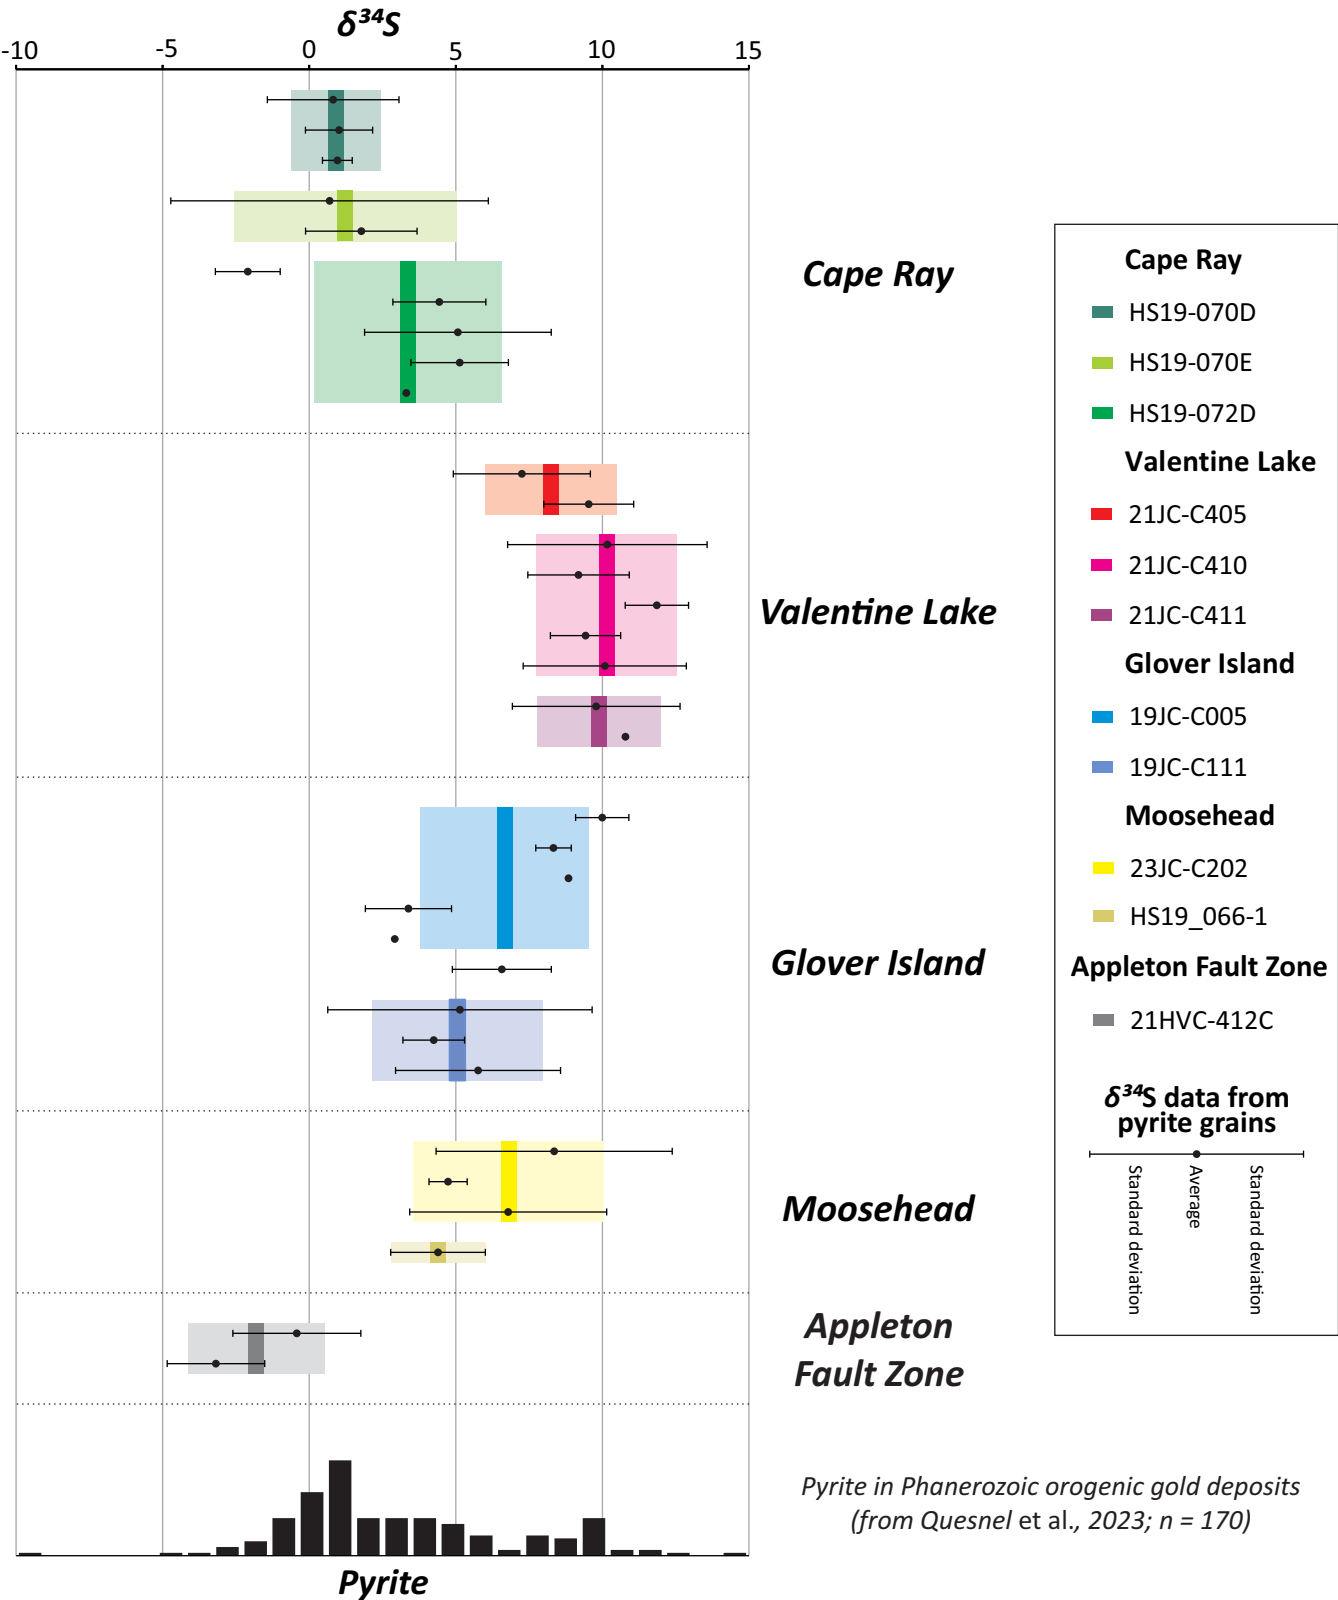 δ³⁴S
-10 -5 0 5 10 15
Cape Ray
Valentine Lake
Glover Island
Moosehead
Appleton
Fault Zone
Cape Ray
HS19-070D
HS19-070E
HS19-072D
Valentine Lake
21JC-C405
21JC-C410
21JC-C411
Glover Island
19JC-C005
19JC-C111
Moosehead
23JC-C202
HS19_066-1
Appleton Fault Zone
21HVC-412C
δ³⁴S data from
pyrite grains
Standard deviation
Average
Standard deviation
Pyrite in Phanerozoic orogenic gold deposits
(from Quesnel et al., 2023; n = 170)
Pyrite